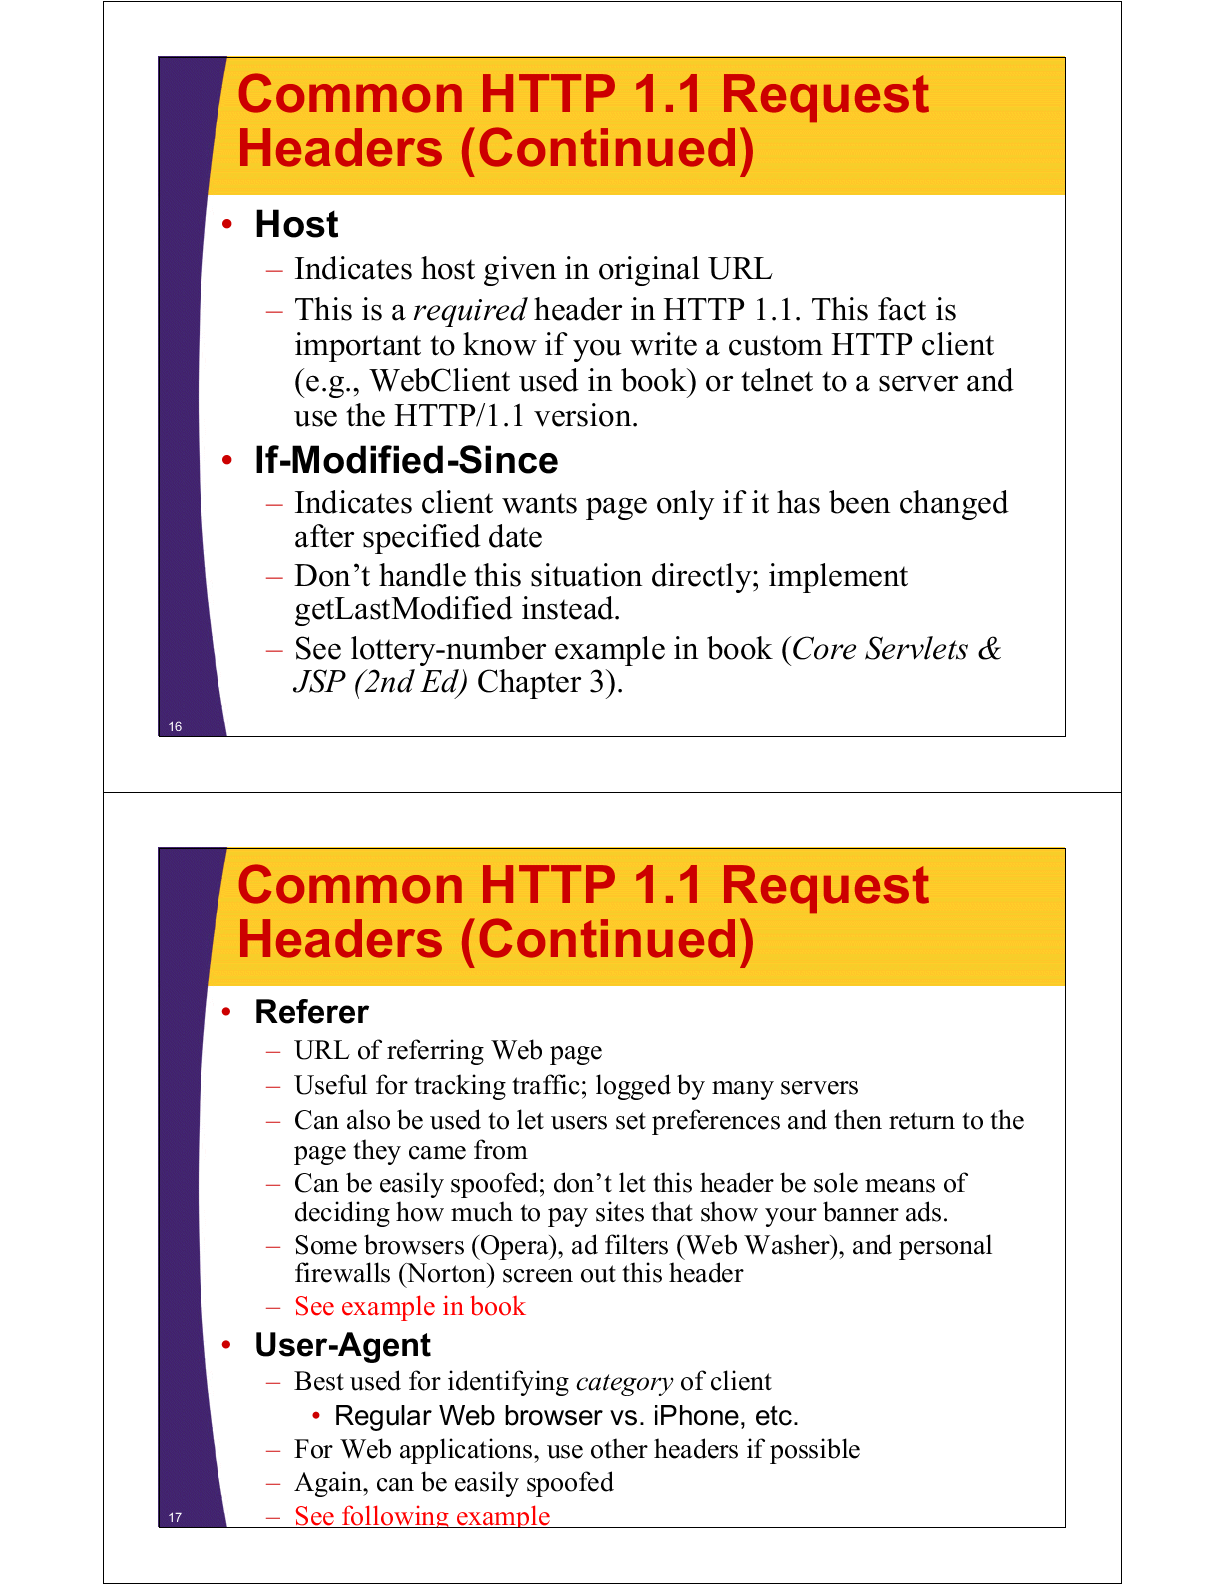 Common HTTP 1.1 Request
Headers (Continued)
• Host
– Indicates host given in original URL
– This is a required header in HTTP 1.1. This fact is
important to know if you write a custom HTTP client
(e.g., WebClient used in book) or telnet to a server and
use the HTTP/1.1 version.
• If-Modified-Since
– Indicates client wants page only if it has been changed
after specified date
– Don’t handle this situation directly; implement
getLastModified instead.
– See lottery-number example in book (Core Servlets &
JSP (2nd Ed) Chapter 3).
16
Common HTTP 1.1 Request
Headers (Continued)
• Referer
– URL of referring Web page
– Useful for tracking traffic; logged by many servers
– Can also be used to let users set preferences and then return to the
page they came from
– Can be easily spoofed; don’t let this header be sole means of
deciding how much to pay sites that show your banner ads.
– Some browsers (Opera), ad filters (Web Washer), and personal
firewalls (Norton) screen out this header
– See example in book
• User-Agent
– Best used for identifying category of client
• Regular Web browser vs. iPhone, etc.
– For Web applications, use other headers if possible
– Again, can be easily spoofed
– See following example
17